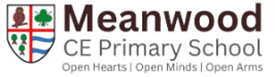 Meanwood
CE Primary School
Open Hearts | Open Minds | Open Arms